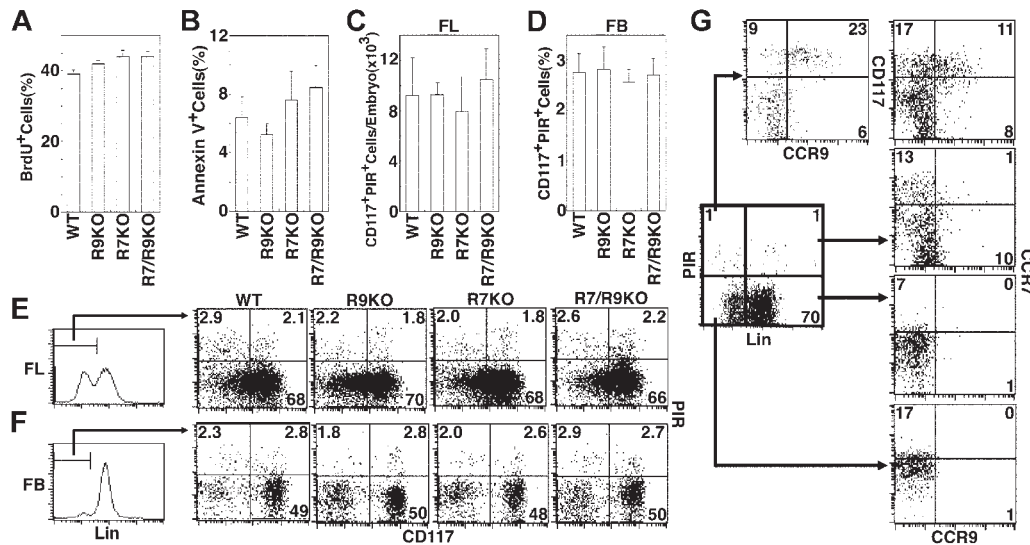 A
BrdU+Cells(%)
40
20
0
WT
R9KO
R7KO
R7/R9KO
B
Annexin V+Cells(%)
12
8
4
0
WT
R9KO
R7KO
R7/R9KO
C
FL
CD117+PIR+Cells/Embryo(x10³)
12
8
4
0
WT
R9KO
R7KO
R7/R9KO
D
FB
CD117+PIR+Cells(%)
3
2
1
0
WT
R9KO
R7KO
R7/R9KO
E
FL
WT
R9KO
R7KO
R7/R9KO
2.9 2.1
68
2.2 1.8
70
2.0 1.8
68
2.6 2.2
66
F
FB
Lin
2.3 2.8
49
1.8 2.8
50
2.0 2.6
48
2.9 2.7
50
CD117
PIR
G
9 23
6
CD117
CCR9
17 11
8
13 1
10
PIR
1 1
70
Lin
7 0
1
17 0
1
CCR7
CCR9